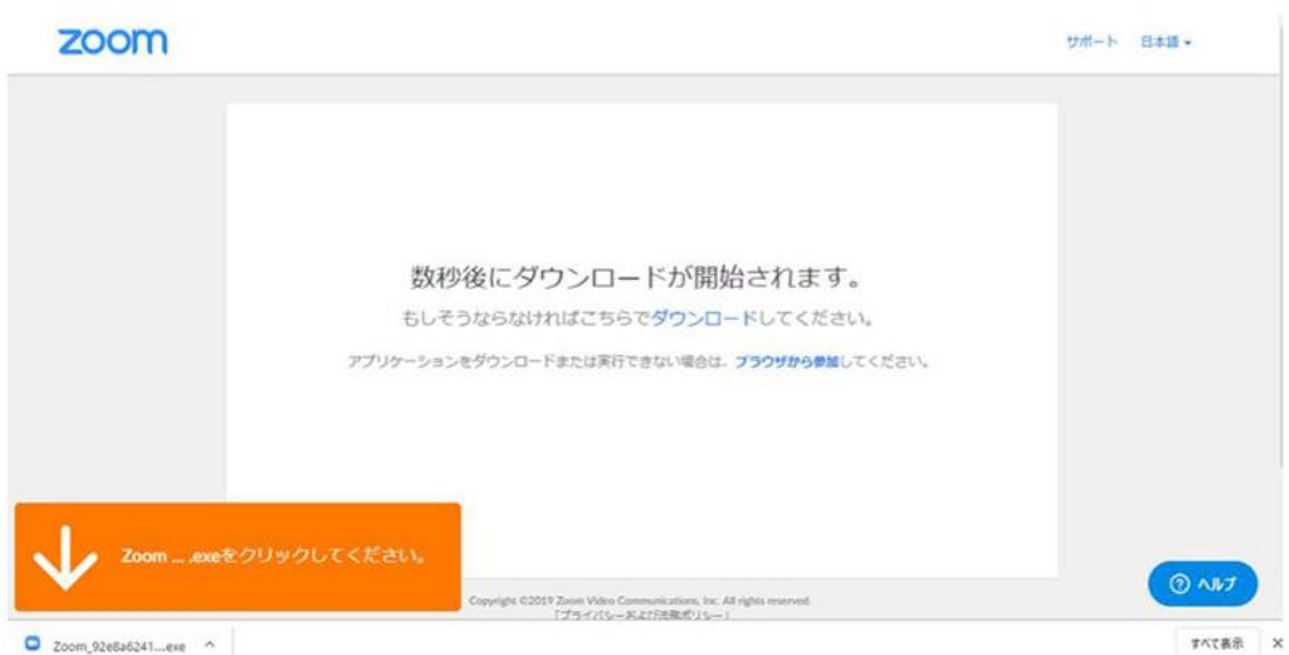 zoom
サポート 日本語
数秒後にダウンロードが開始されます。
もしそうならなければこちらでダウンロードしてください。
アプリケーションをダウンロードまたは実行できない場合は、ブラウザから参加してください。
Zoom ... .exeをクリックしてください。
ヘルプ
Copyright ©2019 Zoom Video Communications, Inc. All rights reserved.
「プライバシーおよび法務ポリシー」
Zoom_92e8a6241....exe
すべて表示